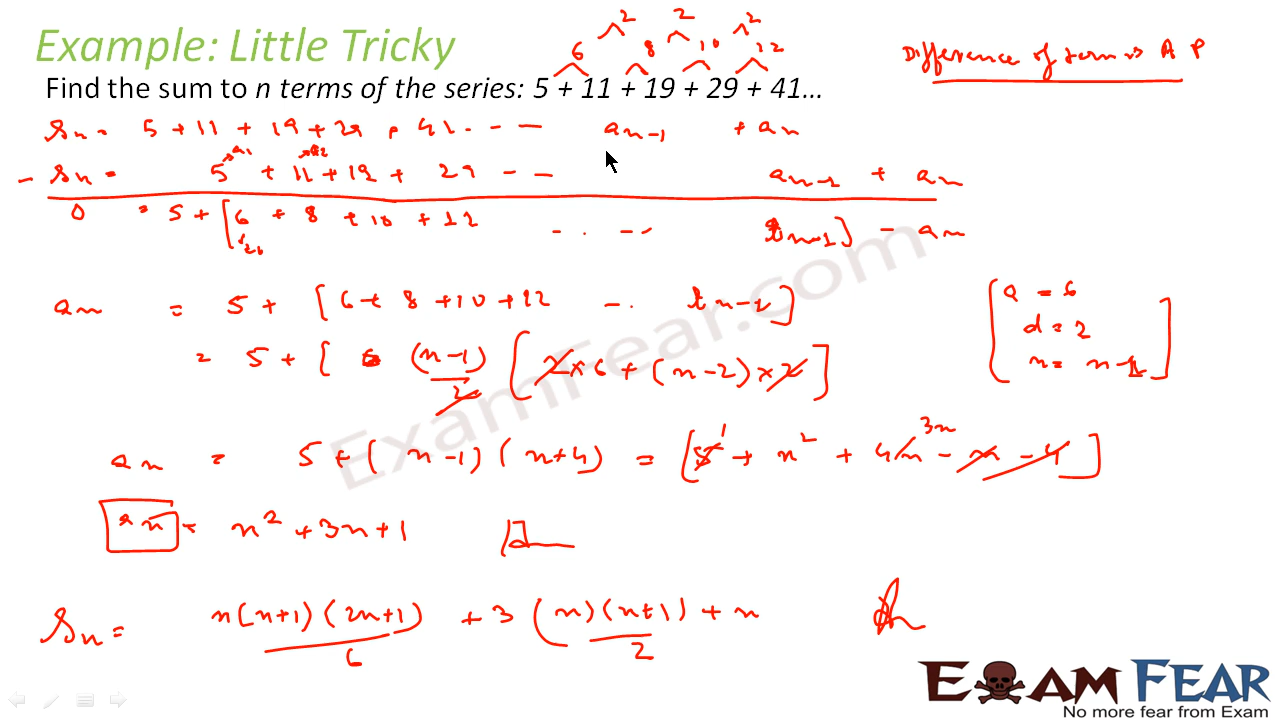 Example: Little Tricky
2 2 2
6 8 10 12
Difference of terms → A P
Find the sum to n terms of the series: 5 + 11 + 19 + 29 + 41...
Sn = 5 + 11 + 19 + 29 + 41 . - - an-1 + an
- Sn = 5 + 11 + 19 + 29 - - an-1 + an
0 = 5 + [6 + 8 + 10 + 12 - . - . tn-1] - an
an = 5 + [6 + 8 + 10 + 12 -. tn-1]
a = 6
d = 2
n = n-1
= 5 + [ (n-1)/2 [2×6 + (n-2)×2]
an = 5 + (n-1)(n+4) = [5 1 + n² + 4n 3n - n - 4]
an = n² + 3n + 1
Sn = n(n+1)(2n+1)/6 + 3 (n)(n+1)/2 + n
ExamFear.com
EXAM FEAR
No more fear from Exam